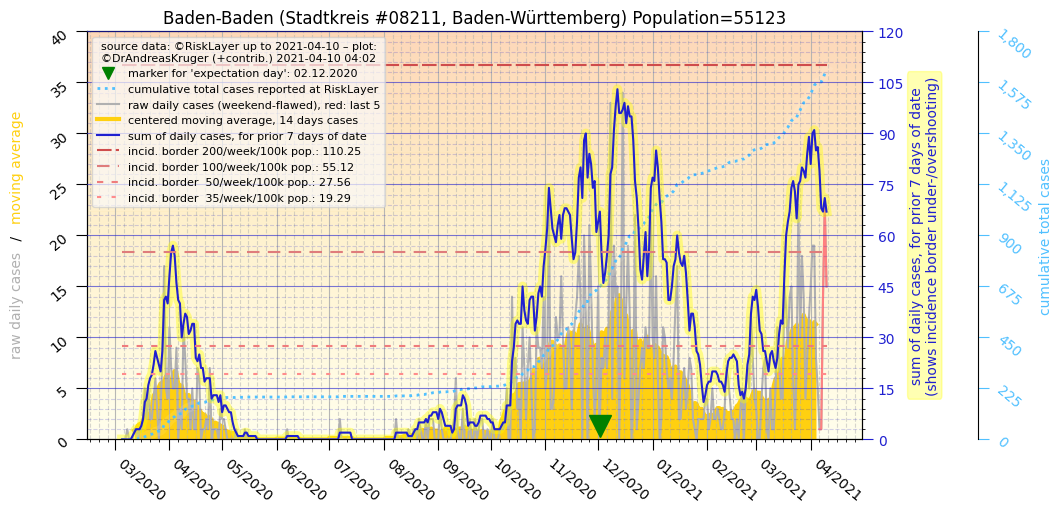 Baden-Baden (Stadtkreis #08211, Baden-Württemberg) Population=55123
source data: ©RiskLayer up to 2021-04-10 – plot:
©DrAndreasKruger (+contrib.) 2021-04-10 04:02
marker for 'expectation day': 02.12.2020
cumulative total cases reported at RiskLayer
raw daily cases (weekend-flawed), red: last 5
centered moving average, 14 days cases
sum of daily cases, for prior 7 days of date
incid. border 200/week/100k pop.: 110.25
incid. border 100/week/100k pop.: 55.12
incid. border  50/week/100k pop.: 27.56
incid. border  35/week/100k pop.: 19.29
raw daily cases / moving average
40
35
30
25
20
15
10
5
0
03/2020
04/2020
05/2020
06/2020
07/2020
08/2020
09/2020
10/2020
11/2020
12/2020
01/2021
02/2021
03/2021
04/2021
120
105
90
75
60
45
30
15
0
sum of daily cases, for prior 7 days of date
(shows incidence border under-/overshooting)
1,800
1,575
1,350
1,125
900
675
450
225
0
cumulative total cases